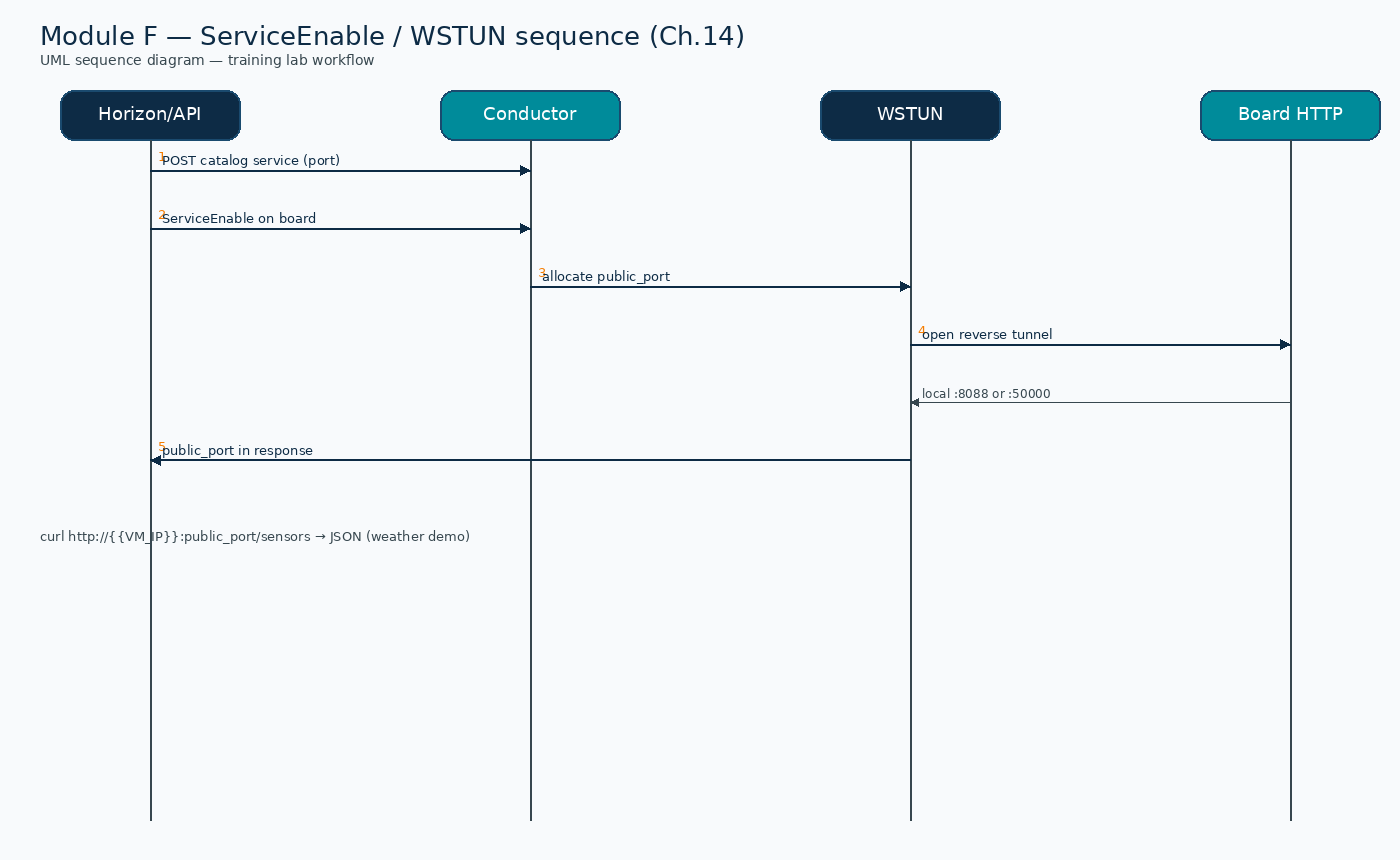 Module F — ServiceEnable / WSTUN sequence (Ch.14)
UML sequence diagram — training lab workflow
Horizon/API
Conductor
WSTUN
Board HTTP
1 POST catalog service (port)
2 ServiceEnable on board
3 allocate public_port
4 open reverse tunnel
local :8088 or :50000
5 public_port in response
curl http://{{VM_IP}}:public_port/sensors → JSON (weather demo)